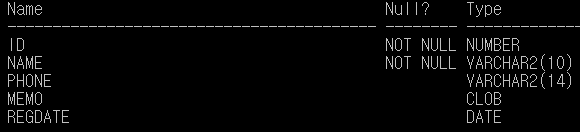 Name Null? Type
----------------------------------------- -------- --------------
ID NOT NULL NUMBER
NAME NOT NULL VARCHAR2(10)
PHONE VARCHAR2(14)
MEMO CLOB
REGDATE DATE